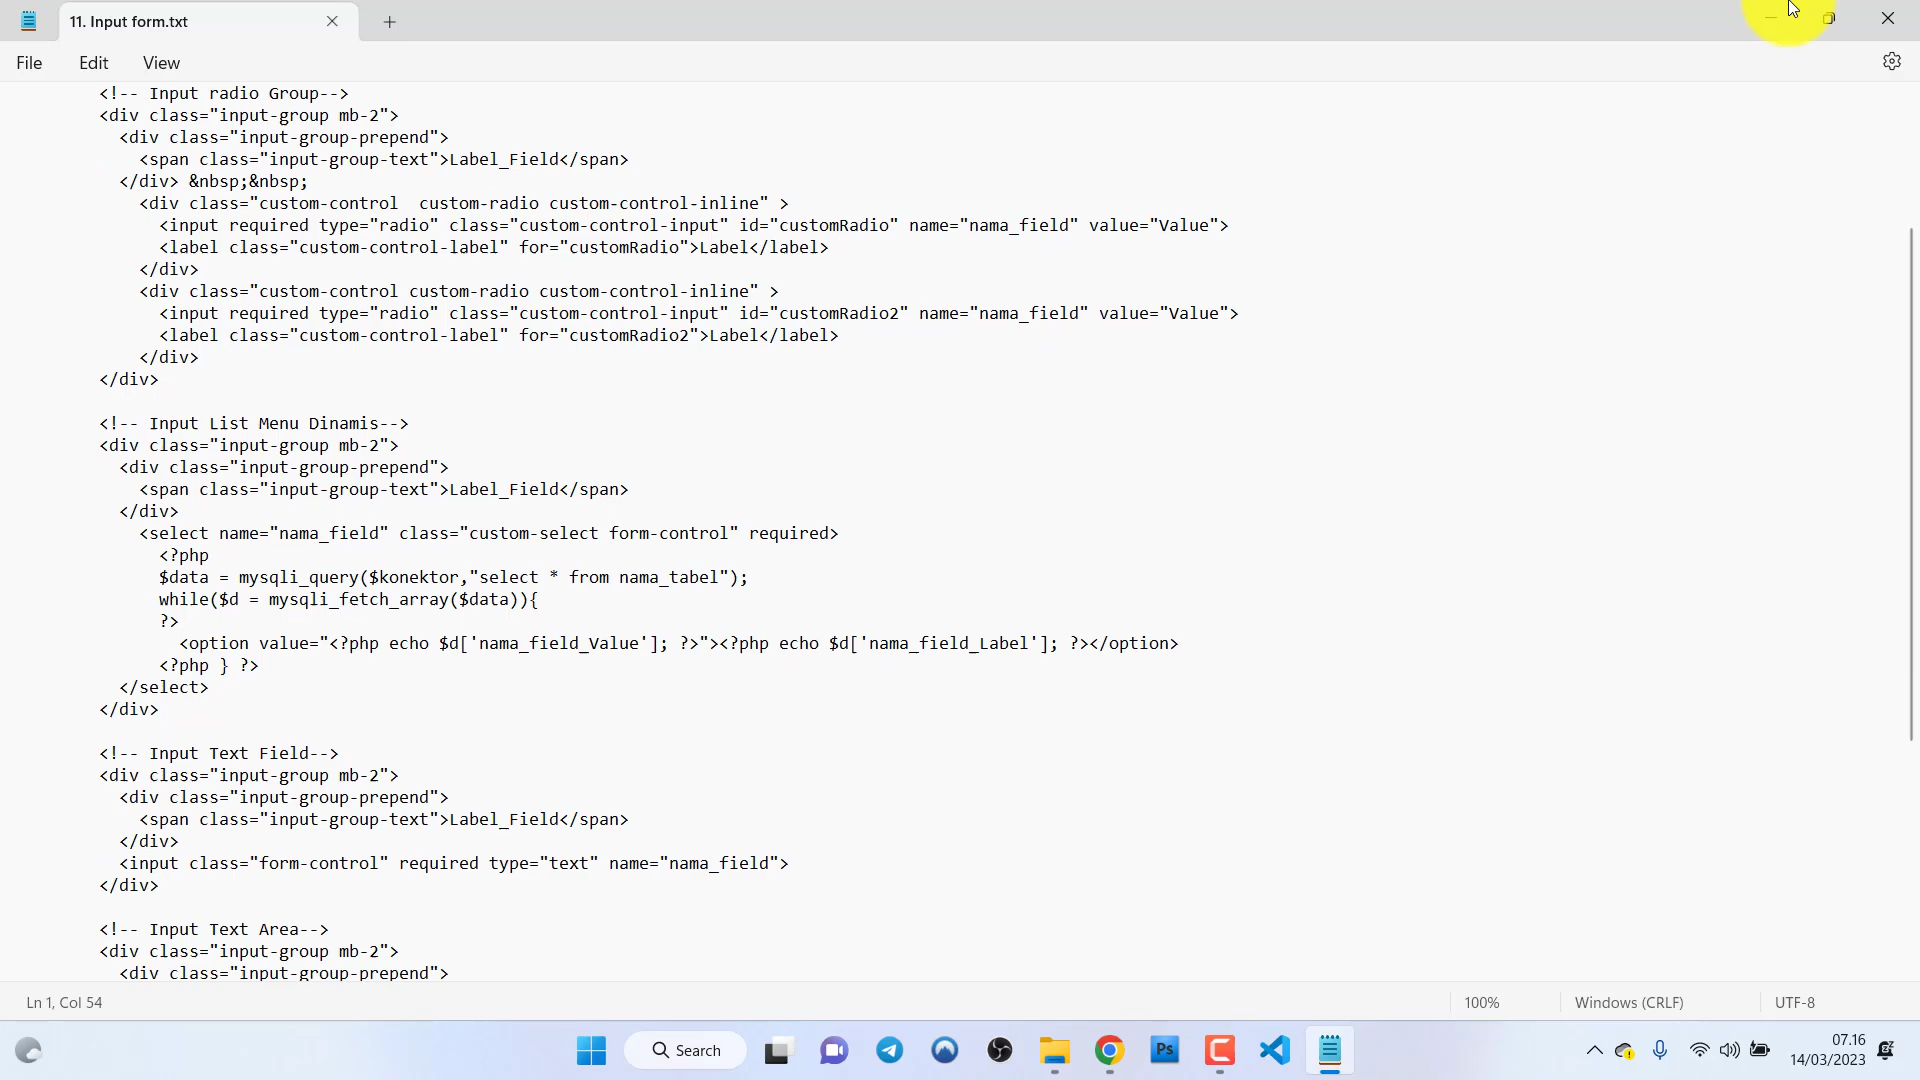 11. Input form.txt
File Edit View
<!-- Input radio Group-->
<div class="input-group mb-2">
<div class="input-group-prepend">
<span class="input-group-text">Label_Field</span>
</div> &nbsp;&nbsp;
<div class="custom-control  custom-radio custom-control-inline" >
<input required type="radio" class="custom-control-input" id="customRadio" name="nama_field" value="Value">
<label class="custom-control-label" for="customRadio">Label</label>
</div>
<div class="custom-control custom-radio custom-control-inline" >
<input required type="radio" class="custom-control-input" id="customRadio2" name="nama_field" value="Value">
<label class="custom-control-label" for="customRadio2">Label</label>
</div>
</div>
<!-- Input List Menu Dinamis-->
<div class="input-group mb-2">
<div class="input-group-prepend">
<span class="input-group-text">Label_Field</span>
</div>
<select name="nama_field" class="custom-select form-control" required>
<?php
$data = mysqli_query($konektor,"select * from nama_tabel");
while($d = mysqli_fetch_array($data)){
?>
<option value="<?php echo $d['nama_field_Value']; ?>"><?php echo $d['nama_field_Label']; ?></option>
<?php } ?>
</select>
</div>
<!-- Input Text Field-->
<div class="input-group mb-2">
<div class="input-group-prepend">
<span class="input-group-text">Label_Field</span>
</div>
<input class="form-control" required type="text" name="nama_field">
</div>
<!-- Input Text Area-->
<div class="input-group mb-2">
<div class="input-group-prepend">
Ln 1, Col 54
100%
Windows (CRLF)
UTF-8
Search
Ps
07.16
14/03/2023